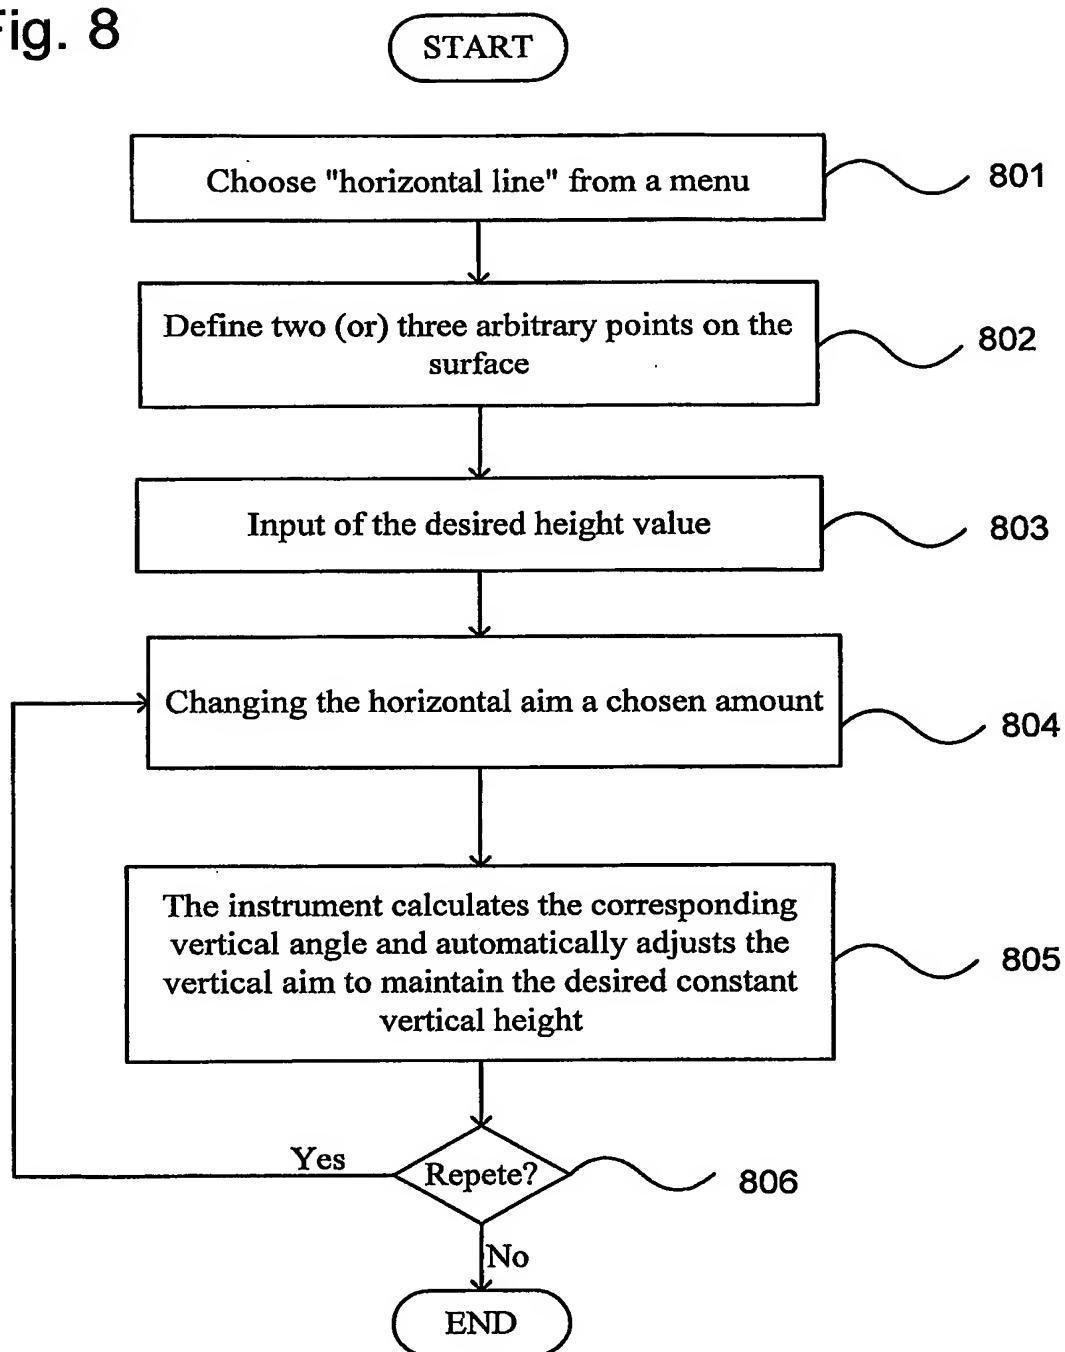 Fig. 8
START
Choose "horizontal line" from a menu
801
Define two (or) three arbitrary points on the
surface
802
Input of the desired height value
803
Changing the horizontal aim a chosen amount
804
The instrument calculates the corresponding
vertical angle and automatically adjusts the
vertical aim to maintain the desired constant
vertical height
805
Yes
Repete?
806
No
END